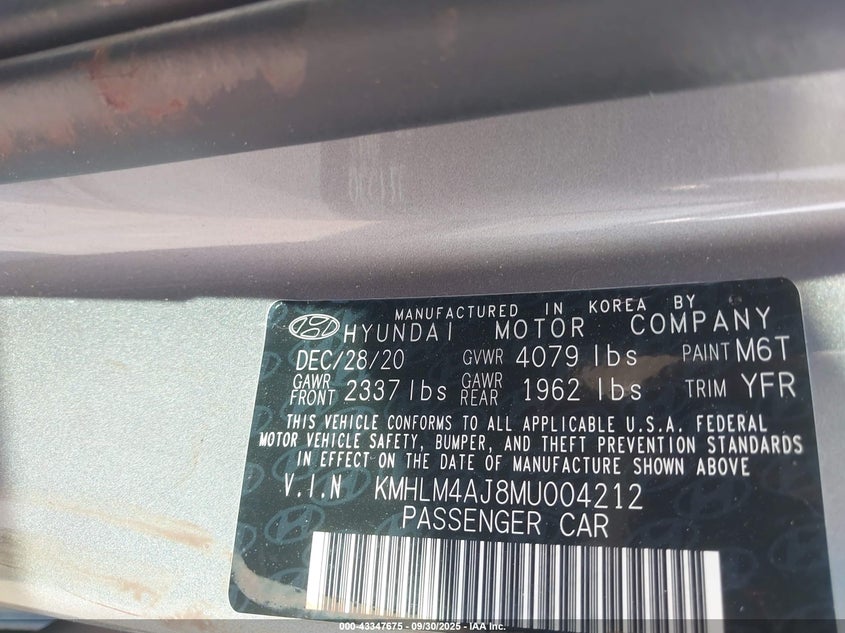 MANUFACTURED IN KOREA BY
HYUNDAI MOTOR COMPANY
DEC/28/20 GVWR 4079 lbs PAINT M6T
GAWR FRONT 2337 lbs GAWR REAR 1962 lbs TRIM YFR
THIS VEHICLE CONFORMS TO ALL APPLICABLE U.S.A. FEDERAL
MOTOR VEHICLE SAFETY, BUMPER, AND THEFT PREVENTION STANDARDS
IN EFFECT ON THE DATE OF MANUFACTURE SHOWN ABOVE
V.I.N KMHLM4AJ8MU004212
PASSENGER CAR
000-43347675 - 09/30/2025 - IAA Inc.